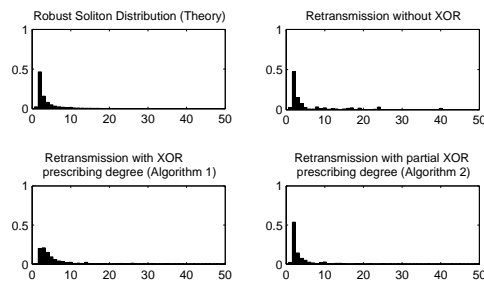 Robust Soliton Distribution (Theory)
1
0.5
0
0 10 20 30 40 50
Retransmission without XOR
1
0.5
0
0 10 20 30 40 50
Retransmission with XOR
prescribing degree (Algorithm 1)
1
0.5
0
0 10 20 30 40 50
Retransmission with partial XOR
prescribing degree (Algorithm 2)
1
0.5
0
0 10 20 30 40 50